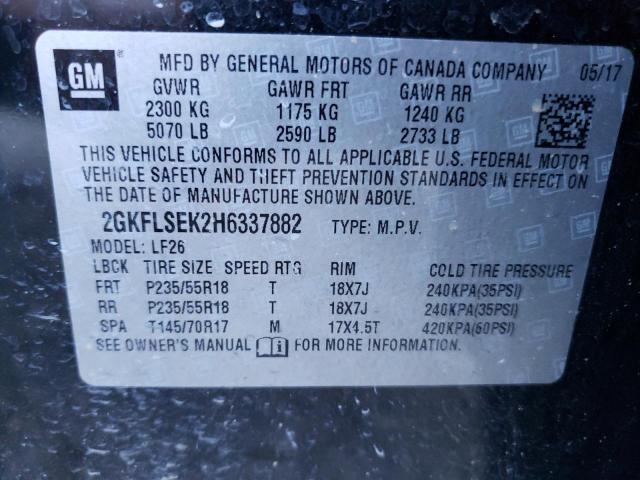 GM ®
MFD BY GENERAL MOTORS OF CANADA COMPANY 05/17
GVWR GAWR FRT GAWR RR
2300 KG 1175 KG 1240 KG
5070 LB 2590 LB 2733 LB
THIS VEHICLE CONFORMS TO ALL APPLICABLE U.S. FEDERAL MOTOR
VEHICLE SAFETY AND THEFT PREVENTION STANDARDS IN EFFECT ON
THE DATE OF MANUFACTURE SHOWN ABOVE.
2GKFLSEK2H6337882 TYPE: M.P.V.
MODEL: LF26
LBCK TIRE SIZE SPEED RTG RIM COLD TIRE PRESSURE
FRT P235/55R18 T 18X7J 240KPA(35PSI)
RR P235/55R18 T 18X7J 240KPA(35PSI)
SPA T145/70R17 M 17X4.5T 420KPA(60PSI)
SEE OWNER'S MANUAL FOR MORE INFORMATION.